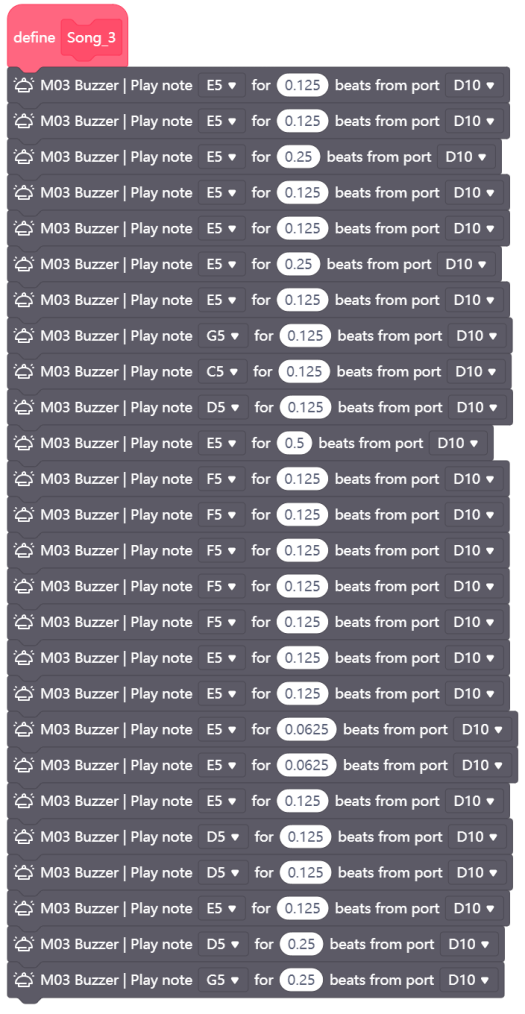 define Song_3
M03 Buzzer | Play note E5 for 0.125 beats from port D10
M03 Buzzer | Play note E5 for 0.125 beats from port D10
M03 Buzzer | Play note E5 for 0.25 beats from port D10
M03 Buzzer | Play note E5 for 0.125 beats from port D10
M03 Buzzer | Play note E5 for 0.125 beats from port D10
M03 Buzzer | Play note E5 for 0.25 beats from port D10
M03 Buzzer | Play note E5 for 0.125 beats from port D10
M03 Buzzer | Play note G5 for 0.125 beats from port D10
M03 Buzzer | Play note C5 for 0.125 beats from port D10
M03 Buzzer | Play note D5 for 0.125 beats from port D10
M03 Buzzer | Play note E5 for 0.5 beats from port D10
M03 Buzzer | Play note F5 for 0.125 beats from port D10
M03 Buzzer | Play note F5 for 0.125 beats from port D10
M03 Buzzer | Play note F5 for 0.125 beats from port D10
M03 Buzzer | Play note F5 for 0.125 beats from port D10
M03 Buzzer | Play note F5 for 0.125 beats from port D10
M03 Buzzer | Play note E5 for 0.125 beats from port D10
M03 Buzzer | Play note E5 for 0.125 beats from port D10
M03 Buzzer | Play note E5 for 0.0625 beats from port D10
M03 Buzzer | Play note E5 for 0.0625 beats from port D10
M03 Buzzer | Play note E5 for 0.125 beats from port D10
M03 Buzzer | Play note D5 for 0.125 beats from port D10
M03 Buzzer | Play note D5 for 0.125 beats from port D10
M03 Buzzer | Play note E5 for 0.125 beats from port D10
M03 Buzzer | Play note D5 for 0.25 beats from port D10
M03 Buzzer | Play note G5 for 0.25 beats from port D10